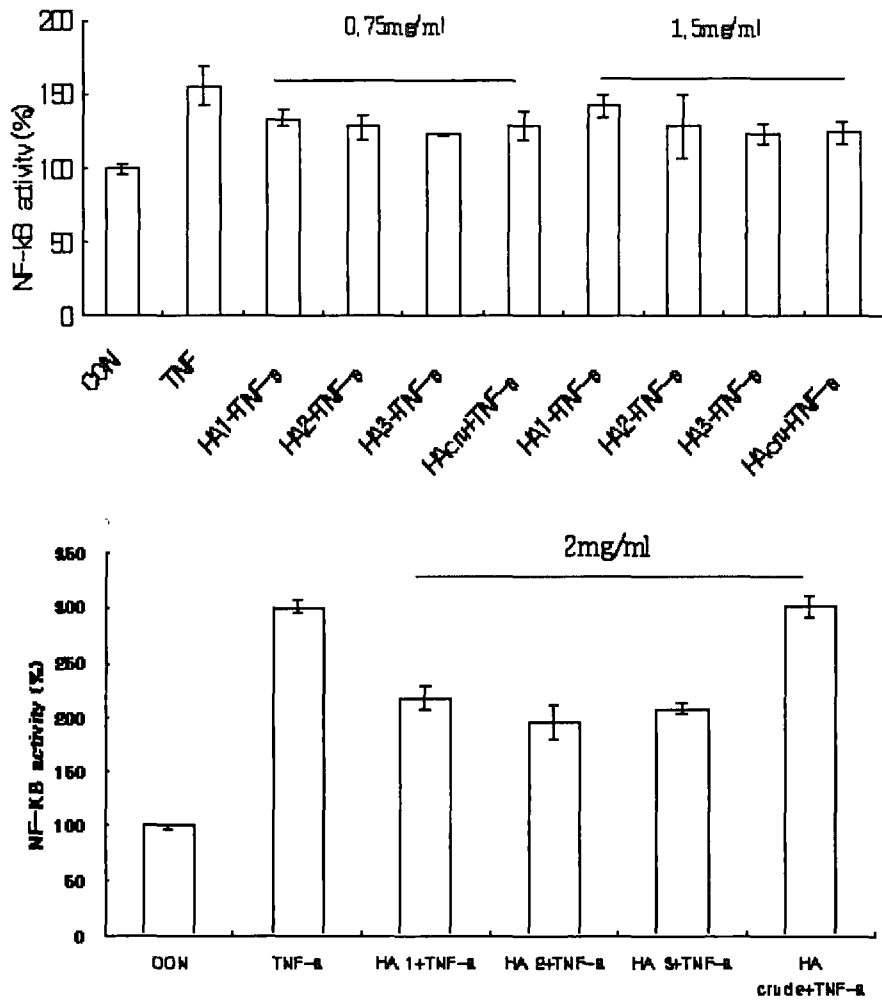 0,75mg/ml
1,5mg/ml
NF-kB activity (%)
200
150
100
50
0
CON
TNF
HA1+TNF-α
HA2+TNF-α
HA3+TNF-α
HAcru+TNF-α
HA1+TNF-α
HA2+TNF-α
HA3+TNF-α
HAcru+TNF-α
2mg/ml
NF-KB activity (%)
350
300
250
200
150
100
50
0
CON
TNF-α
HA 1+TNF-α
HA 2+TNF-α
HA 3+TNF-α
HA
crude+TNF-α